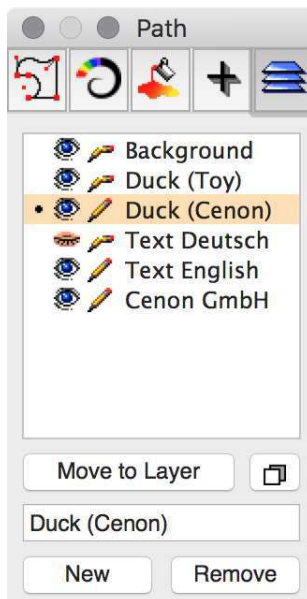 Path
Background
Duck (Toy)
Duck (Cenon)
Text Deutsch
Text English
Cenon GmbH
Move to Layer
Duck (Cenon)
New Remove